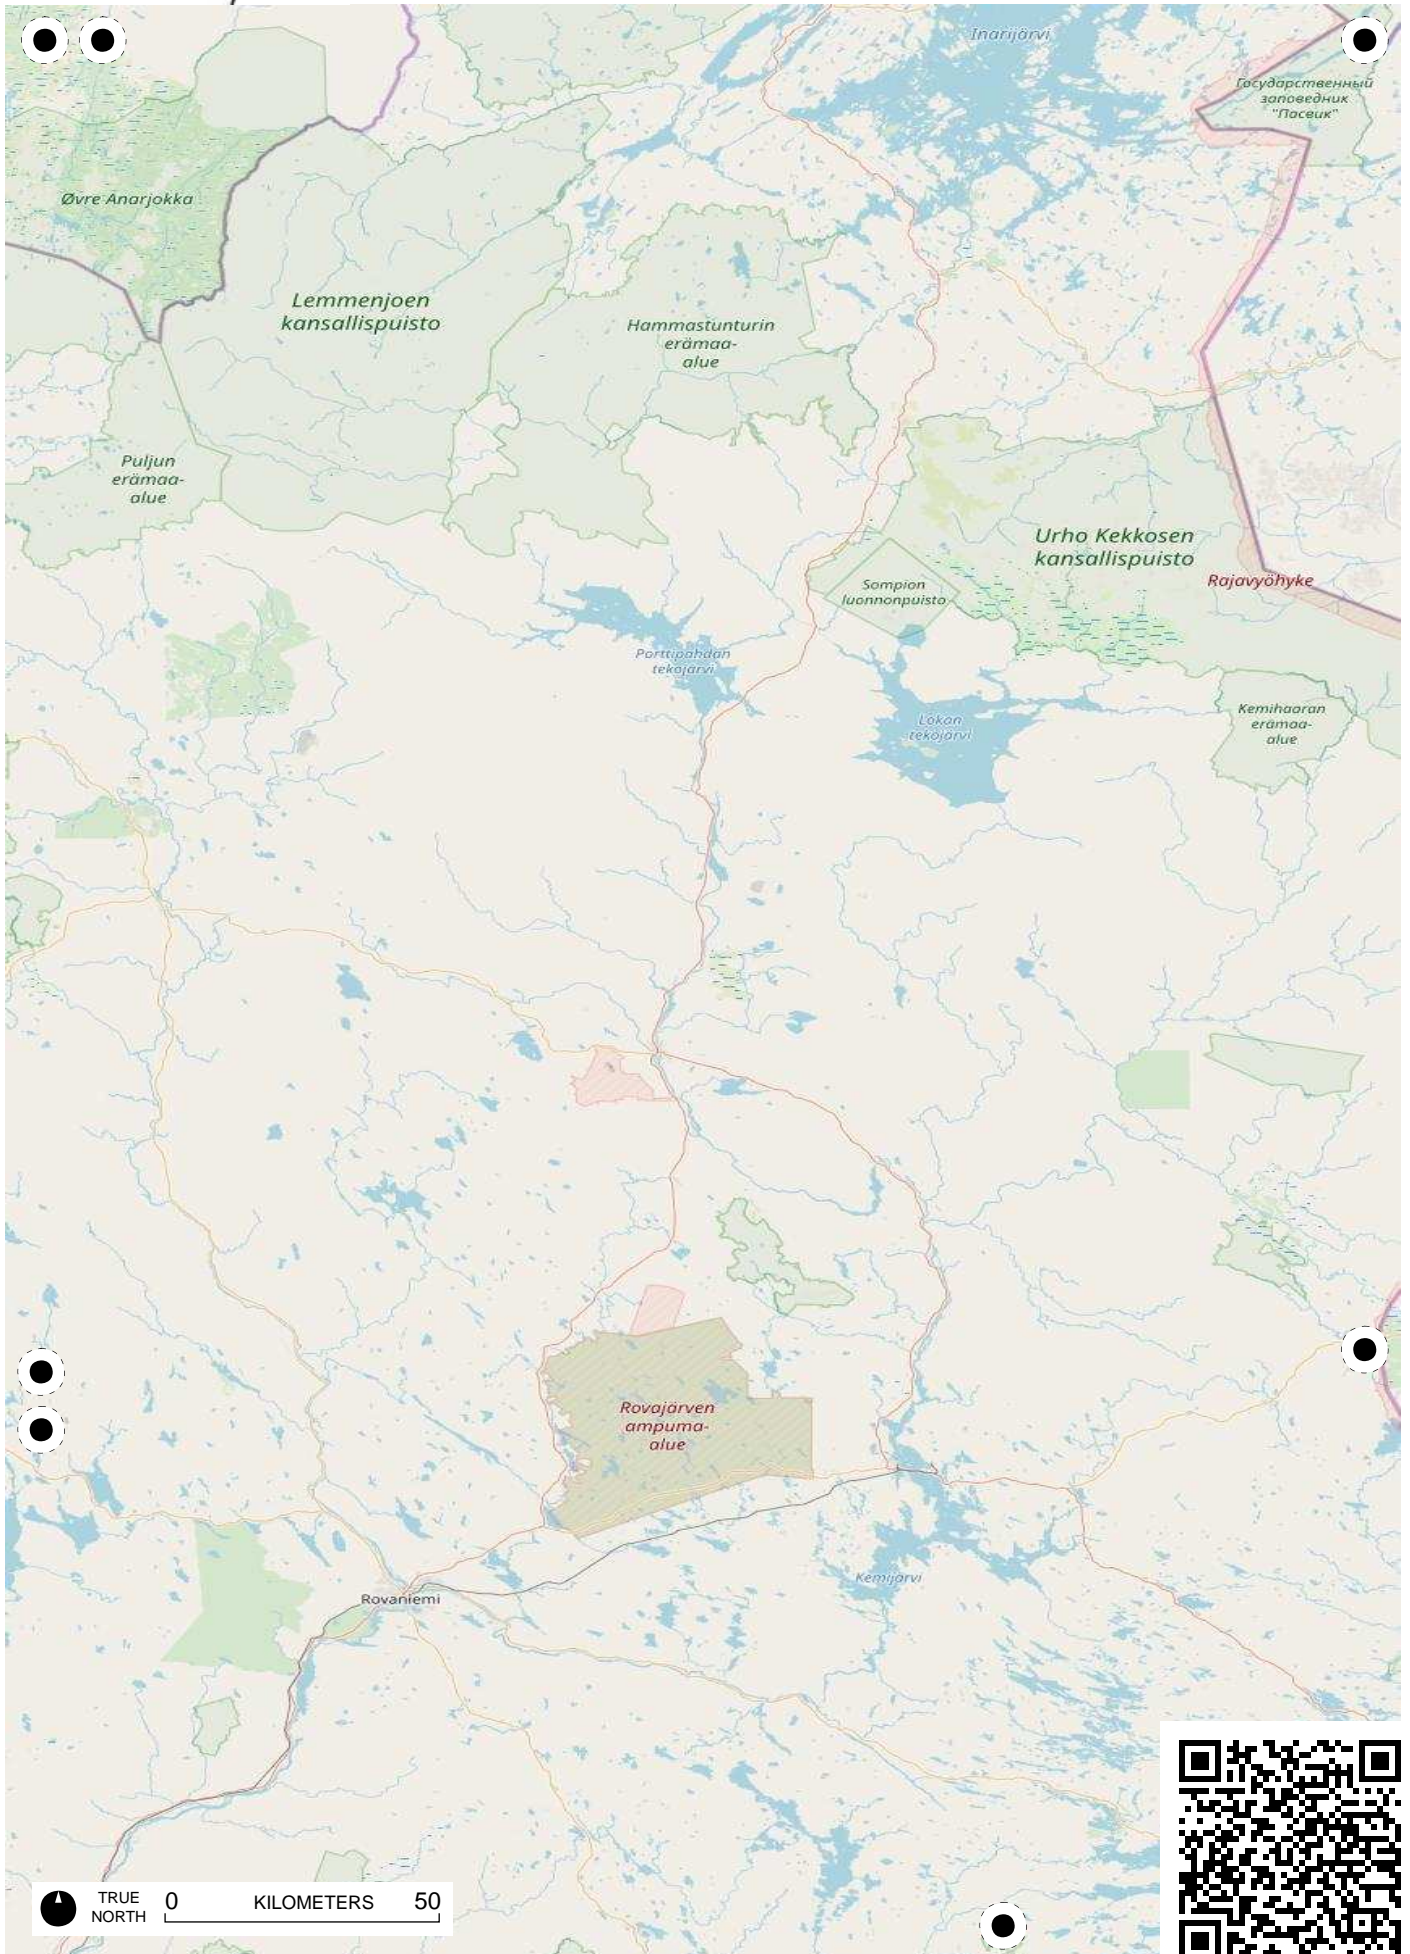 Inarijärvi
Государственный
заповедник
"Пасвик"
Øvre Anarjokka
Lemmenjoen
kansallispuisto
Hammastunturin
erämaa-
alue
Puljun
erämaa-
alue
Urho Kekkosen
kansallispuisto
Rajavyöhyke
Sompion
luonnonpuisto
Porttipahdan
tekojärvi
Lokan
tekojärvi
Kemihaaran
erämaa-
alue
Rovajärven
ampuma-
alue
Kemijärvi
Rovaniemi
TRUE
NORTH
0 KILOMETERS 50